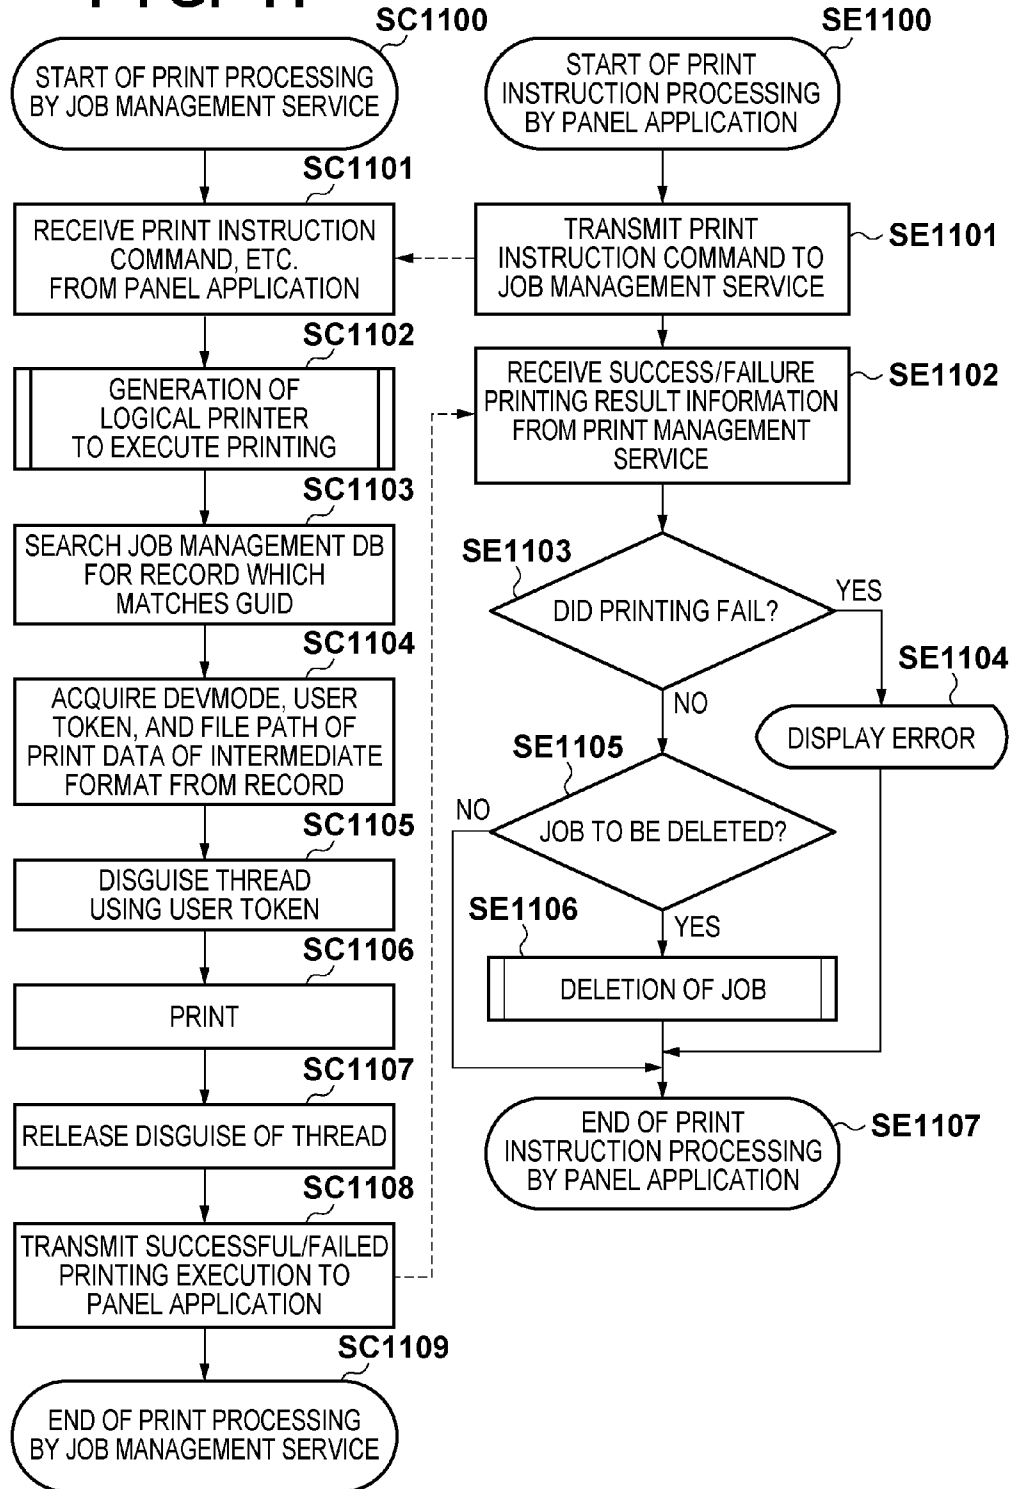 SC1100
START OF PRINT PROCESSING
BY JOB MANAGEMENT SERVICE
SC1101
RECEIVE PRINT INSTRUCTION
COMMAND, ETC.
FROM PANEL APPLICATION
SC1102
GENERATION OF
LOGICAL PRINTER
TO EXECUTE PRINTING
SC1103
SEARCH JOB MANAGEMENT DB
FOR RECORD WHICH
MATCHES GUID
SC1104
ACQUIRE DEVMODE, USER
TOKEN, AND FILE PATH OF
PRINT DATA OF INTERMEDIATE
FORMAT FROM RECORD
SC1105
DISGUISE THREAD
USING USER TOKEN
SC1106
PRINT
SC1107
RELEASE DISGUISE OF THREAD
SC1108
TRANSMIT SUCCESSFUL/FAILED
PRINTING EXECUTION TO
PANEL APPLICATION
SC1109
END OF PRINT PROCESSING
BY JOB MANAGEMENT SERVICE
SE1100
START OF PRINT
INSTRUCTION PROCESSING
BY PANEL APPLICATION
TRANSMIT PRINT
INSTRUCTION COMMAND TO
JOB MANAGEMENT SERVICE
SE1101
RECEIVE SUCCESS/FAILURE
PRINTING RESULT INFORMATION
FROM PRINT MANAGEMENT
SERVICE
SE1102
SE1103
DID PRINTING FAIL?
YES
NO
SE1104
DISPLAY ERROR
SE1105
JOB TO BE DELETED?
NO
YES
SE1106
DELETION OF JOB
END OF PRINT
INSTRUCTION PROCESSING
BY PANEL APPLICATION
SE1107